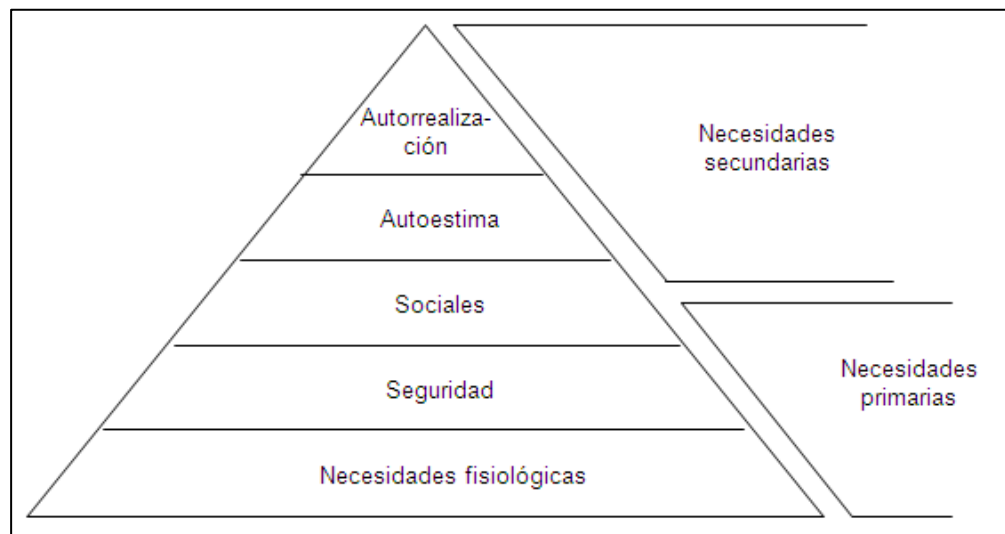 Autorrealiza-
ción
Necesidades
secundarias
Autoestima
Sociales
Necesidades
primarias
Seguridad
Necesidades fisiológicas